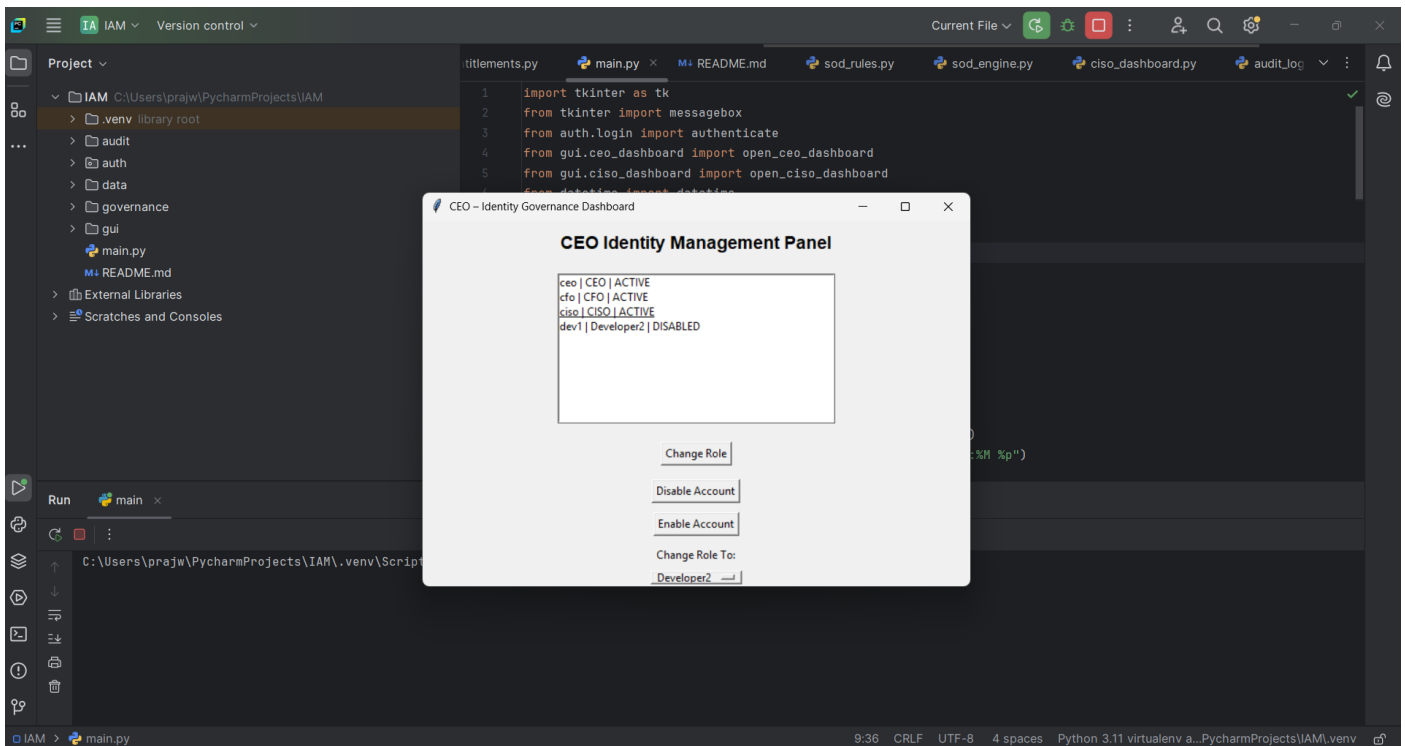 IA IAM Version control Current File
Project
titlements.py main.py README.md sod_rules.py sod_engine.py ciso_dashboard.py audit_log
IAM C:\Users\prajw\PycharmProjects\IAM
.venv library root
audit
auth
data
governance
gui
main.py
M↓ README.md
External Libraries
Scratches and Consoles
1 import tkinter as tk
2 from tkinter import messagebox
3 from auth.login import authenticate
4 from gui.ceo_dashboard import open_ceo_dashboard
5 from gui.ciso_dashboard import open_ciso_dashboard
from datetime import datetime
:%M %p")
CEO – Identity Governance Dashboard
CEO Identity Management Panel
ceo | CEO | ACTIVE
cfo | CFO | ACTIVE
ciso | CISO | ACTIVE
dev1 | Developer2 | DISABLED
Change Role
Disable Account
Enable Account
Change Role To:
Developer2
Run main
C:\Users\prajw\PycharmProjects\IAM\.venv\Script
IAM > main.py 9:36 CRLF UTF-8 4 spaces Python 3.11 virtualenv a...PycharmProjects\IAM\.venv